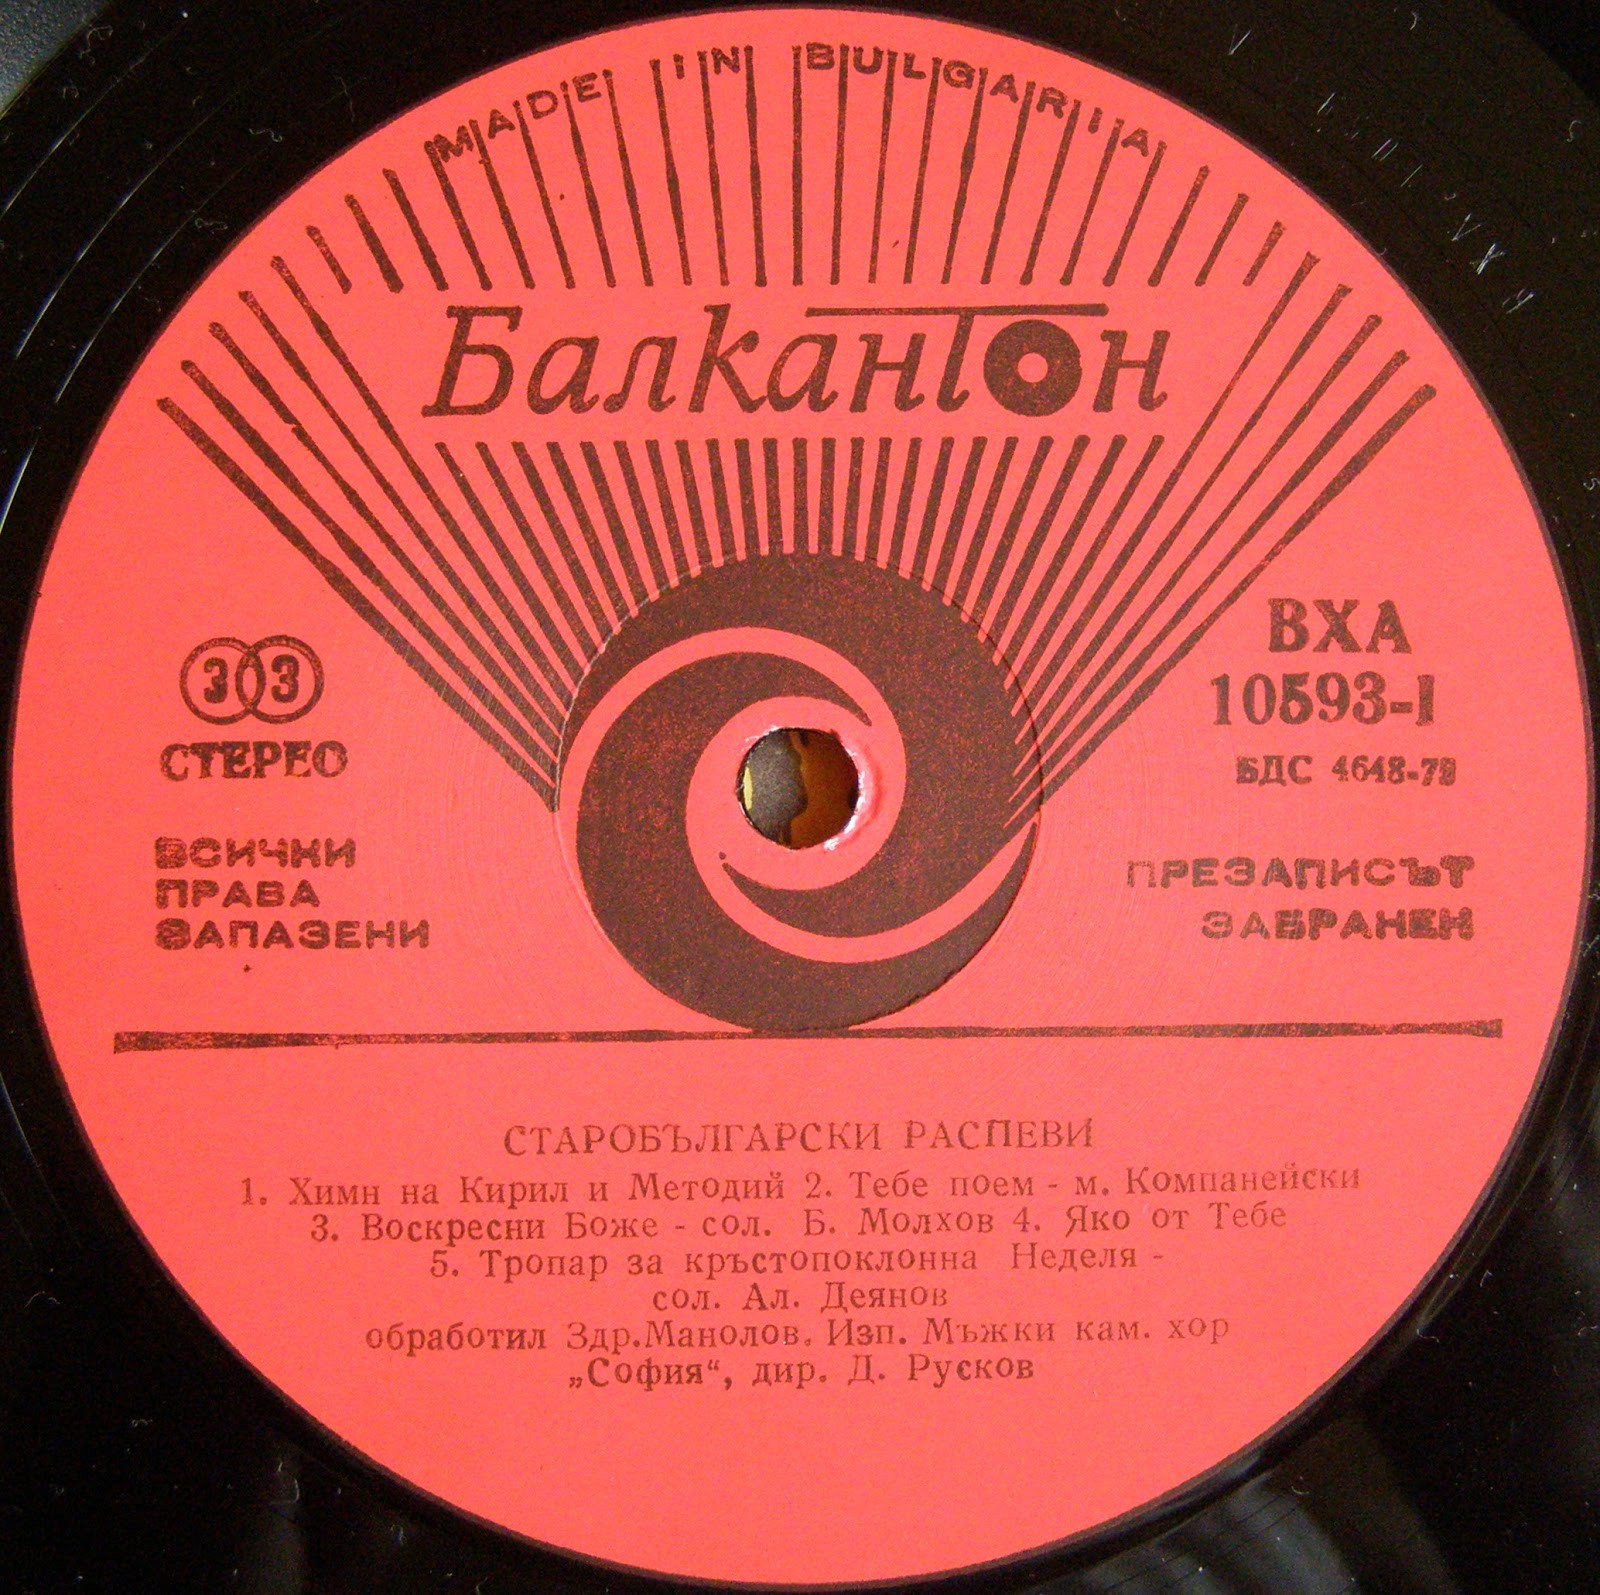 MADE IN BULGARIA
Балкантон
33
СТЕРЕО
ВСИЧКИ
ПРАВА
ЗАПАЗЕНИ
ВХА
10593-I
БДС 4648-72
ПРЕЗАПИСЪТ
ЗАБРАНЕН
СТАРОБЪЛГАРСКИ РАСПЕВИ
1. Химн на Кирил и Методий 2. Тебе поем - м. Компанейски
3. Воскресни Боже - сол. Б. Молхов 4. Яко от Тебе
5. Тропар за кръстопоклонна Неделя -
сол. Ал. Деянов
обработил Здр.Манолов. Изп. Мъжки кам. хор
„София“, дир. Д. Русков